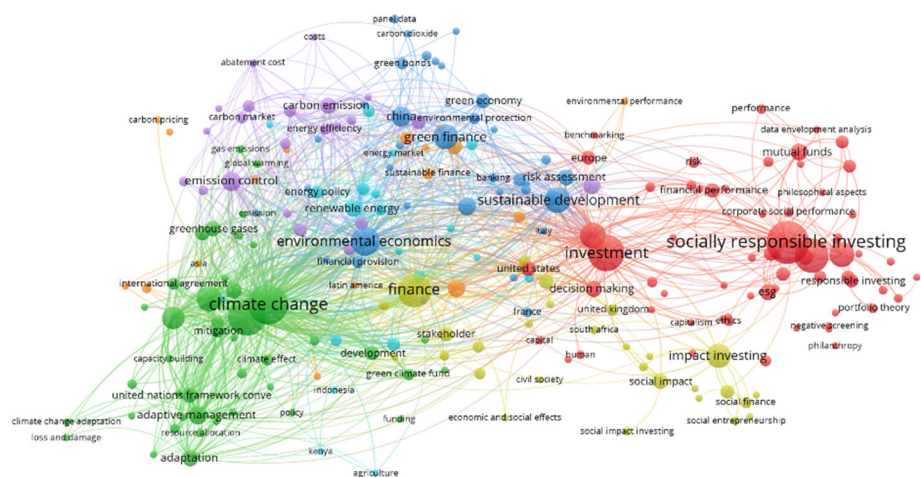 panel data
costs
carbon dioxide
abatement cost
green bonds
carbon emission
green economy
environmental performance
performance
carbon pricing
carbon market
china
environmental protection
energy efficiency
green finance
benchmarking
data envelopment analysis
gas emissions
energy market
europe
mutual funds
global warming
sustainable finance
risk
emission control
banking
risk assessment
energy policy
financial performance
philosophical aspects
sustainable development
emission
renewable energy
corporate social performance
greenhouse gases
italy
environmental economics
socially responsible investing
financial provision
investment
asia
united states
international agreement
latin america
finance
decision making
esg
responsible investing
climate change
united kingdom
portfolio theory
france
mitigation
stakeholder
south africa
capitalism
ethics
negative screening
capital
philanthropy
capacity building
climate effect
development
human
impact investing
green climate fund
civil society
social impact
united nations framework conve
indonesia
social finance
adaptive management
policy
funding
economic and social effects
social entrepreneurship
climate change adaptation
resource allocation
social impact investing
loss and damage
kenya
adaptation
agriculture